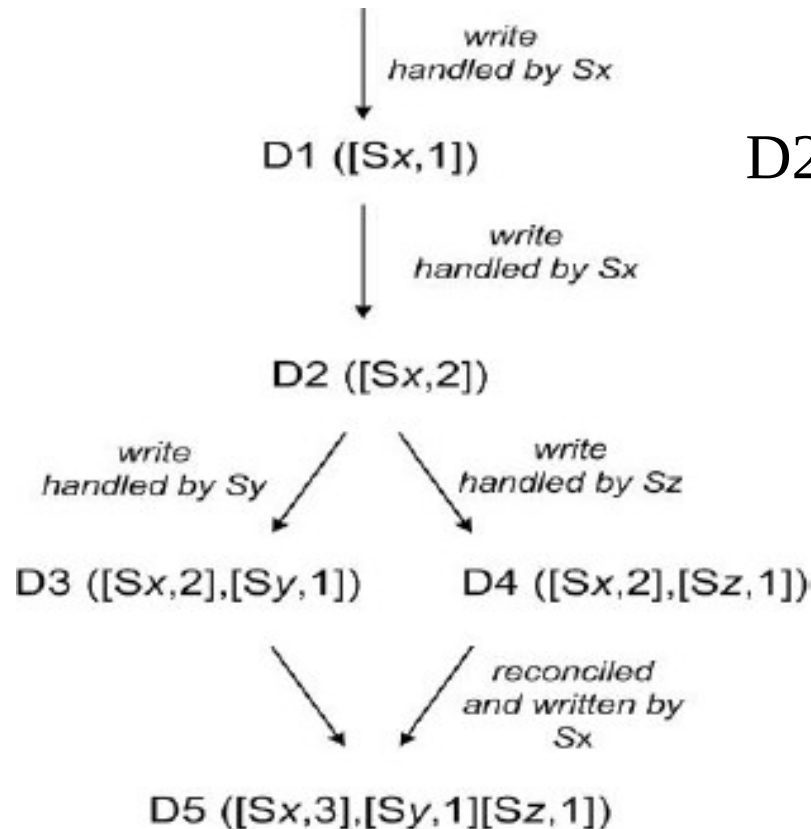 write
handled by Sx
D1 ([Sx,1])
D2
write
handled by Sx
D2 ([Sx,2])
write
handled by Sy
write
handled by Sz
D3 ([Sx,2],[Sy,1])
D4 ([Sx,2],[Sz,1])
reconciled
and written by
Sx
D5 ([Sx,3],[Sy,1][Sz,1])